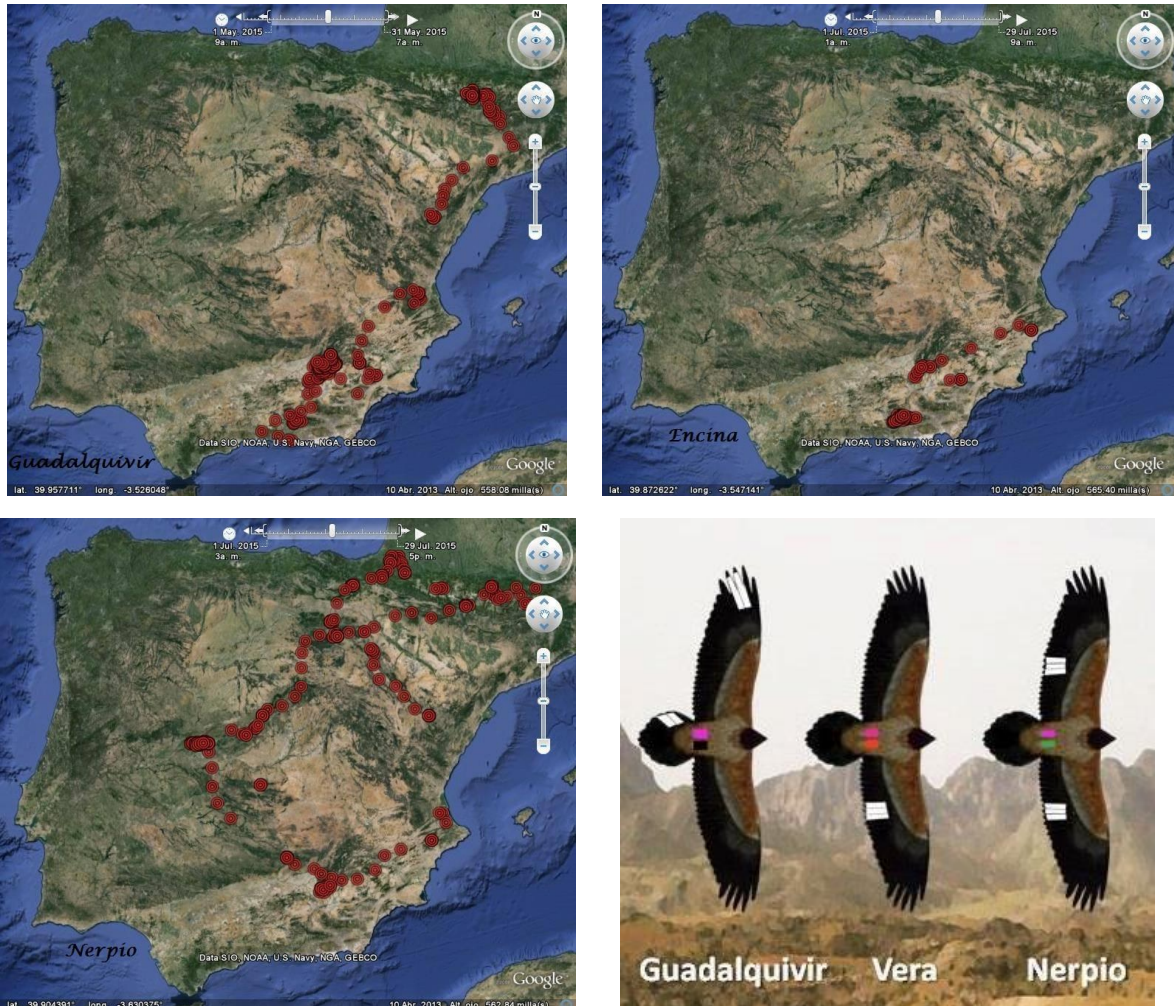 N
1 May. 2015
9a. m.
31 May. 2015
7a. m.
Data SIO, NOAA, U.S. Navy, NGA, GEBCO
Guadalquivir
Google
lat. 39.957711° long. -3.526048°
10 Abr. 2013 Alt. ojo 558.08 milla(s)
N
1 Jul. 2015
1a. m.
29 Jul. 2015
9a. m.
Encina
Data SIO, NOAA, U.S. Navy, NGA, GEBCO
Google
lat. 39.872622° long. -3.547141°
10 Abr. 2013 Alt. ojo 565.40 milla(s)
N
1 Jul. 2015
3a. m.
29 Jul. 2015
5p. m.
Nerpio
Data SIO, NOAA, U.S. Navy, NGA, GEBCO
Google
lat. 39.904391° long. -3.630375°
10 Abr. 2013 Alt. ojo 562.84 milla(s)
Guadalquivir Vera Nerpio